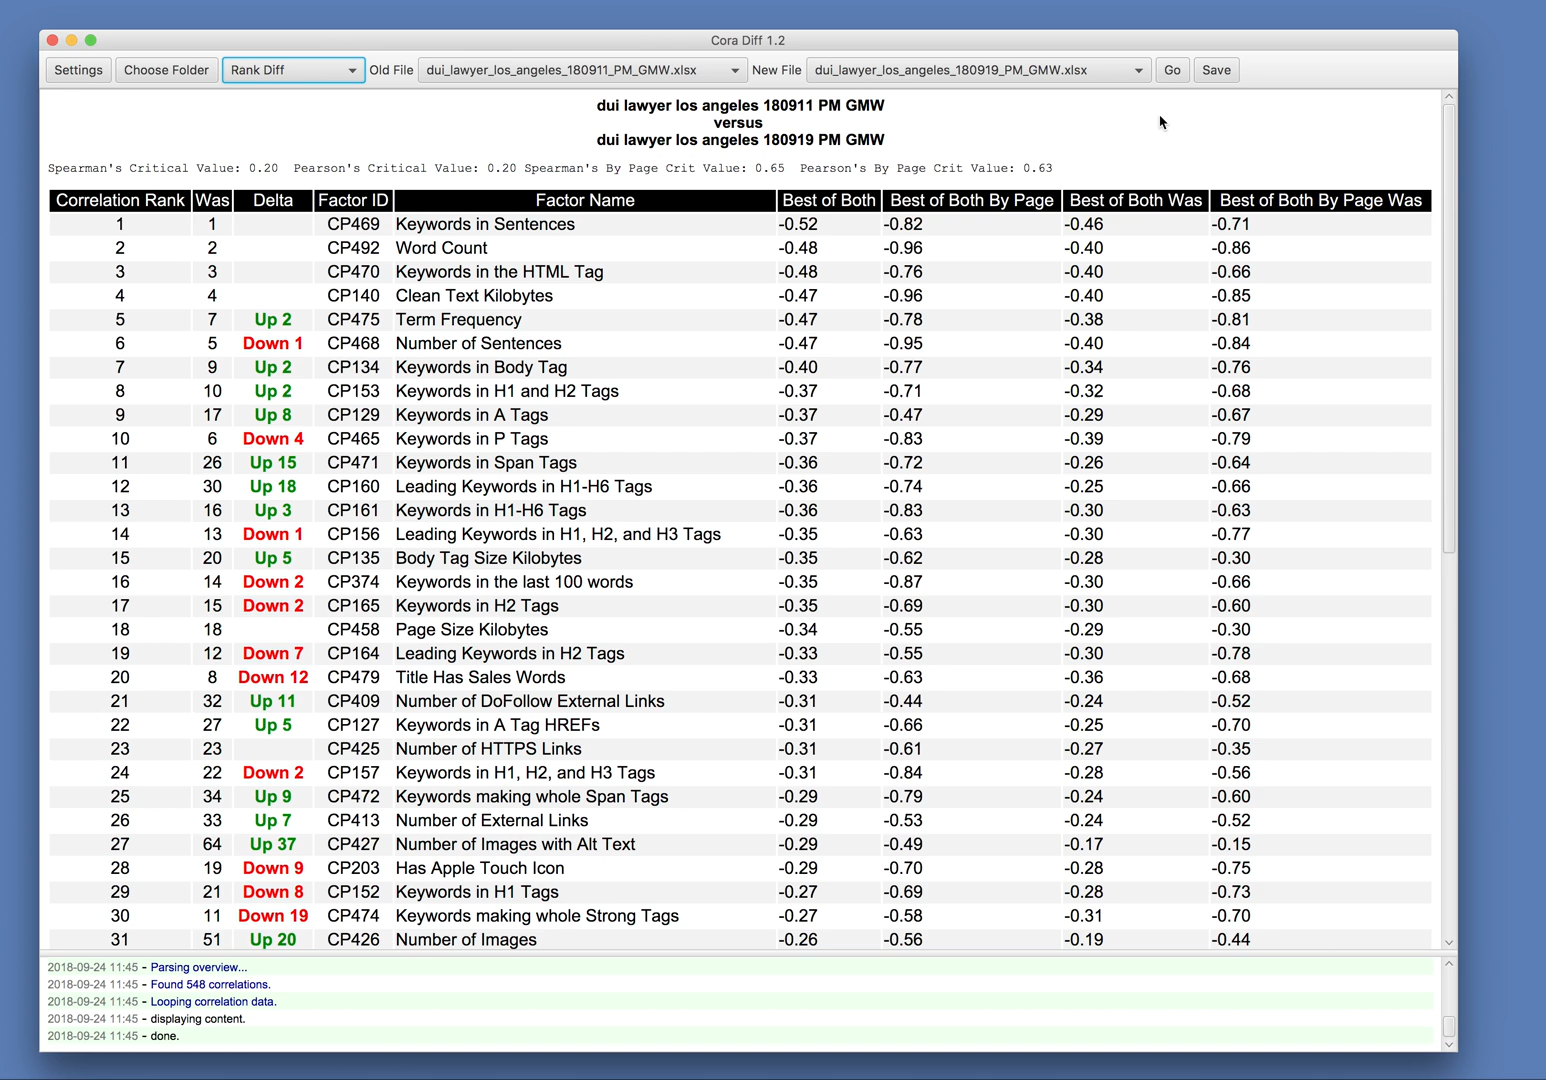 Cora Diff 1.2
Settings Choose Folder Rank Diff Old File dui_lawyer_los_angeles_180911_PM_GMW.xlsx New File dui_lawyer_los_angeles_180919_PM_GMW.xlsx Go Save
dui lawyer los angeles 180911 PM GMW
versus
dui lawyer los angeles 180919 PM GMW
Spearman's Critical Value: 0.20 Pearson's Critical Value: 0.20 Spearman's By Page Crit Value: 0.65 Pearson's By Page Crit Value: 0.63
Correlation Rank Was Delta Factor ID Factor Name Best of Both Best of Both By Page Best of Both Was Best of Both By Page Was
1 1 CP469 Keywords in Sentences -0.52 -0.82 -0.46 -0.71
2 2 CP492 Word Count -0.48 -0.96 -0.40 -0.86
3 3 CP470 Keywords in the HTML Tag -0.48 -0.76 -0.40 -0.66
4 4 CP140 Clean Text Kilobytes -0.47 -0.96 -0.40 -0.85
5 7 Up 2 CP475 Term Frequency -0.47 -0.78 -0.38 -0.81
6 5 Down 1 CP468 Number of Sentences -0.47 -0.95 -0.40 -0.84
7 9 Up 2 CP134 Keywords in Body Tag -0.40 -0.77 -0.34 -0.76
8 10 Up 2 CP153 Keywords in H1 and H2 Tags -0.37 -0.71 -0.32 -0.68
9 17 Up 8 CP129 Keywords in A Tags -0.37 -0.47 -0.29 -0.67
10 6 Down 4 CP465 Keywords in P Tags -0.37 -0.83 -0.39 -0.79
11 26 Up 15 CP471 Keywords in Span Tags -0.36 -0.72 -0.26 -0.64
12 30 Up 18 CP160 Leading Keywords in H1-H6 Tags -0.36 -0.74 -0.25 -0.66
13 16 Up 3 CP161 Keywords in H1-H6 Tags -0.36 -0.83 -0.30 -0.63
14 13 Down 1 CP156 Leading Keywords in H1, H2, and H3 Tags -0.35 -0.63 -0.30 -0.77
15 20 Up 5 CP135 Body Tag Size Kilobytes -0.35 -0.62 -0.28 -0.30
16 14 Down 2 CP374 Keywords in the last 100 words -0.35 -0.87 -0.30 -0.66
17 15 Down 2 CP165 Keywords in H2 Tags -0.35 -0.69 -0.30 -0.60
18 18 CP458 Page Size Kilobytes -0.34 -0.55 -0.29 -0.30
19 12 Down 7 CP164 Leading Keywords in H2 Tags -0.33 -0.55 -0.30 -0.78
20 8 Down 12 CP479 Title Has Sales Words -0.33 -0.63 -0.36 -0.68
21 32 Up 11 CP409 Number of DoFollow External Links -0.31 -0.44 -0.24 -0.52
22 27 Up 5 CP127 Keywords in A Tag HREFs -0.31 -0.66 -0.25 -0.70
23 23 CP425 Number of HTTPS Links -0.31 -0.61 -0.27 -0.35
24 22 Down 2 CP157 Keywords in H1, H2, and H3 Tags -0.31 -0.84 -0.28 -0.56
25 34 Up 9 CP472 Keywords making whole Span Tags -0.29 -0.79 -0.24 -0.60
26 33 Up 7 CP413 Number of External Links -0.29 -0.53 -0.24 -0.52
27 64 Up 37 CP427 Number of Images with Alt Text -0.29 -0.49 -0.17 -0.15
28 19 Down 9 CP203 Has Apple Touch Icon -0.29 -0.70 -0.28 -0.75
29 21 Down 8 CP152 Keywords in H1 Tags -0.27 -0.69 -0.28 -0.73
30 11 Down 19 CP474 Keywords making whole Strong Tags -0.27 -0.58 -0.31 -0.70
31 51 Up 20 CP426 Number of Images -0.26 -0.56 -0.19 -0.44
2018-09-24 11:45 - Parsing overview...
2018-09-24 11:45 - Found 548 correlations.
2018-09-24 11:45 - Looping correlation data.
2018-09-24 11:45 - displaying content.
2018-09-24 11:45 - done.